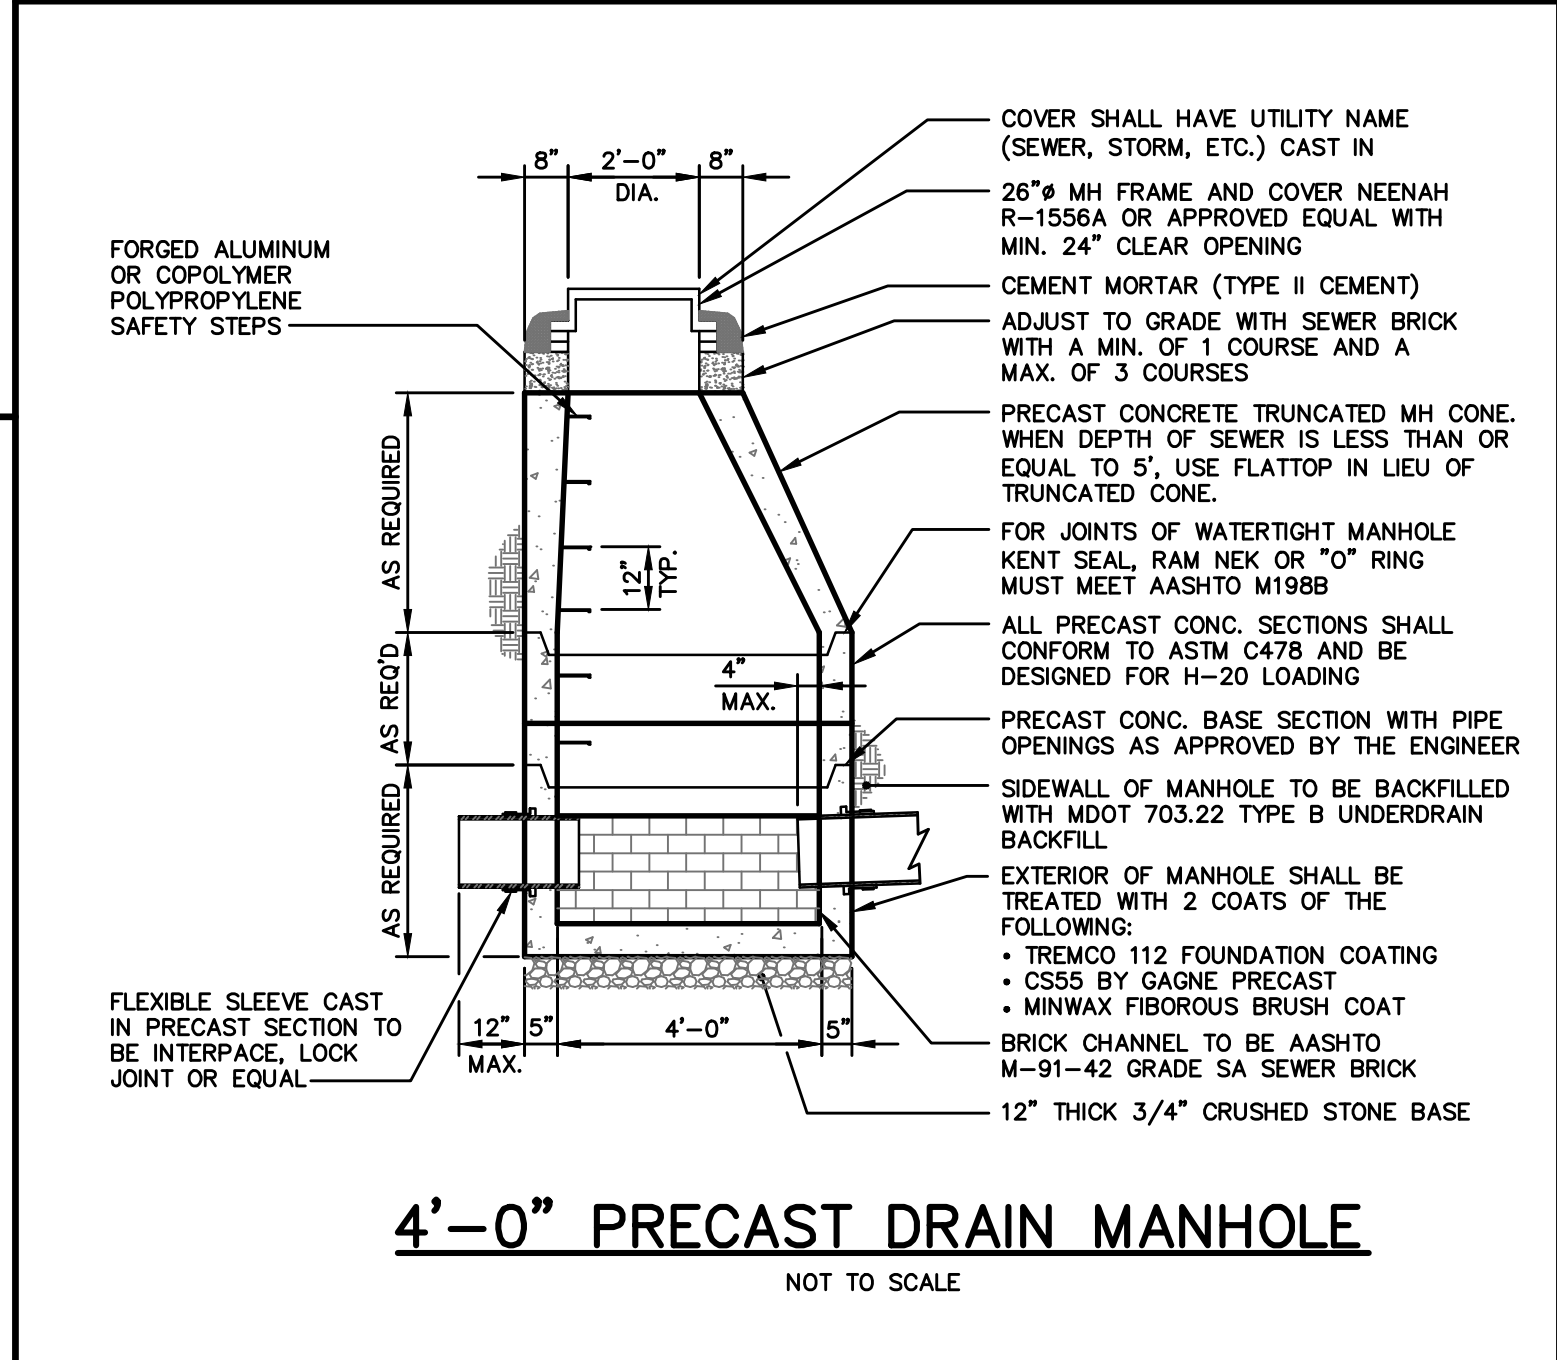 8" 2'-0" 8"
DIA.
FORGED ALUMINUM
OR COPOLYMER
POLYPROPYLENE
SAFETY STEPS
AS REQUIRED
AS REQ'D
AS REQUIRED
12"
TYP.
4"
MAX.
FLEXIBLE SLEEVE CAST
IN PRECAST SECTION TO
BE INTERPACE, LOCK
JOINT OR EQUAL
12" 5" 4'-0" 5"
MAX.
COVER SHALL HAVE UTILITY NAME
(SEWER, STORM, ETC.) CAST IN
26"ø MH FRAME AND COVER NEENAH
R-1556A OR APPROVED EQUAL WITH
MIN. 24" CLEAR OPENING
CEMENT MORTAR (TYPE II CEMENT)
ADJUST TO GRADE WITH SEWER BRICK
WITH A MIN. OF 1 COURSE AND A
MAX. OF 3 COURSES
PRECAST CONCRETE TRUNCATED MH CONE.
WHEN DEPTH OF SEWER IS LESS THAN OR
EQUAL TO 5', USE FLATTOP IN LIEU OF
TRUNCATED CONE.
FOR JOINTS OF WATERTIGHT MANHOLE
KENT SEAL, RAM NEK OR "O" RING
MUST MEET AASHTO M198B
ALL PRECAST CONC. SECTIONS SHALL
CONFORM TO ASTM C478 AND BE
DESIGNED FOR H-20 LOADING
PRECAST CONC. BASE SECTION WITH PIPE
OPENINGS AS APPROVED BY THE ENGINEER
SIDEWALL OF MANHOLE TO BE BACKFILLED
WITH MDOT 703.22 TYPE B UNDERDRAIN
BACKFILL
EXTERIOR OF MANHOLE SHALL BE
TREATED WITH 2 COATS OF THE
FOLLOWING:
• TREMCO 112 FOUNDATION COATING
• CS55 BY GAGNE PRECAST
• MINWAX FIBOROUS BRUSH COAT
BRICK CHANNEL TO BE AASHTO
M-91-42 GRADE SA SEWER BRICK
12" THICK 3/4" CRUSHED STONE BASE
4'-0" PRECAST DRAIN MANHOLE
NOT TO SCALE